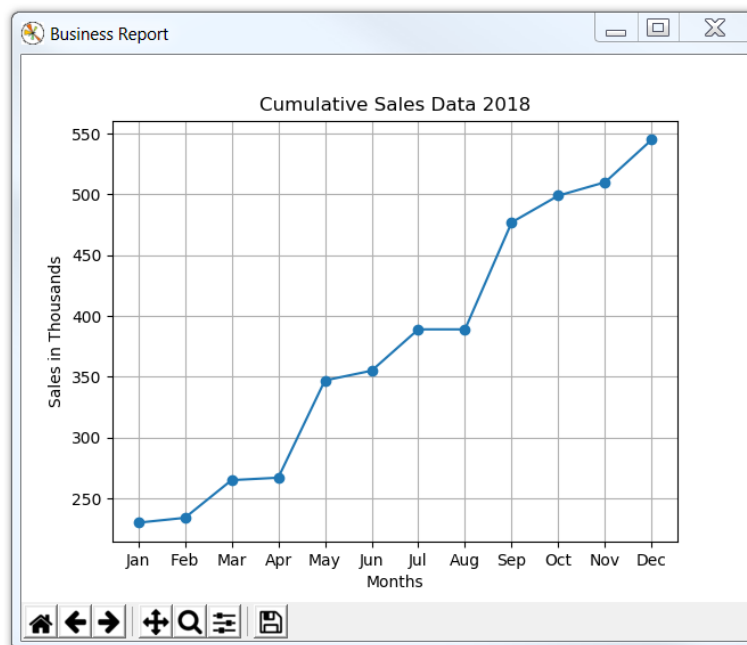 Business Report
Cumulative Sales Data 2018
550
500
450
400
350
300
250
Sales in Thousands
Jan Feb Mar Apr May Jun Jul Aug Sep Oct Nov Dec
Months